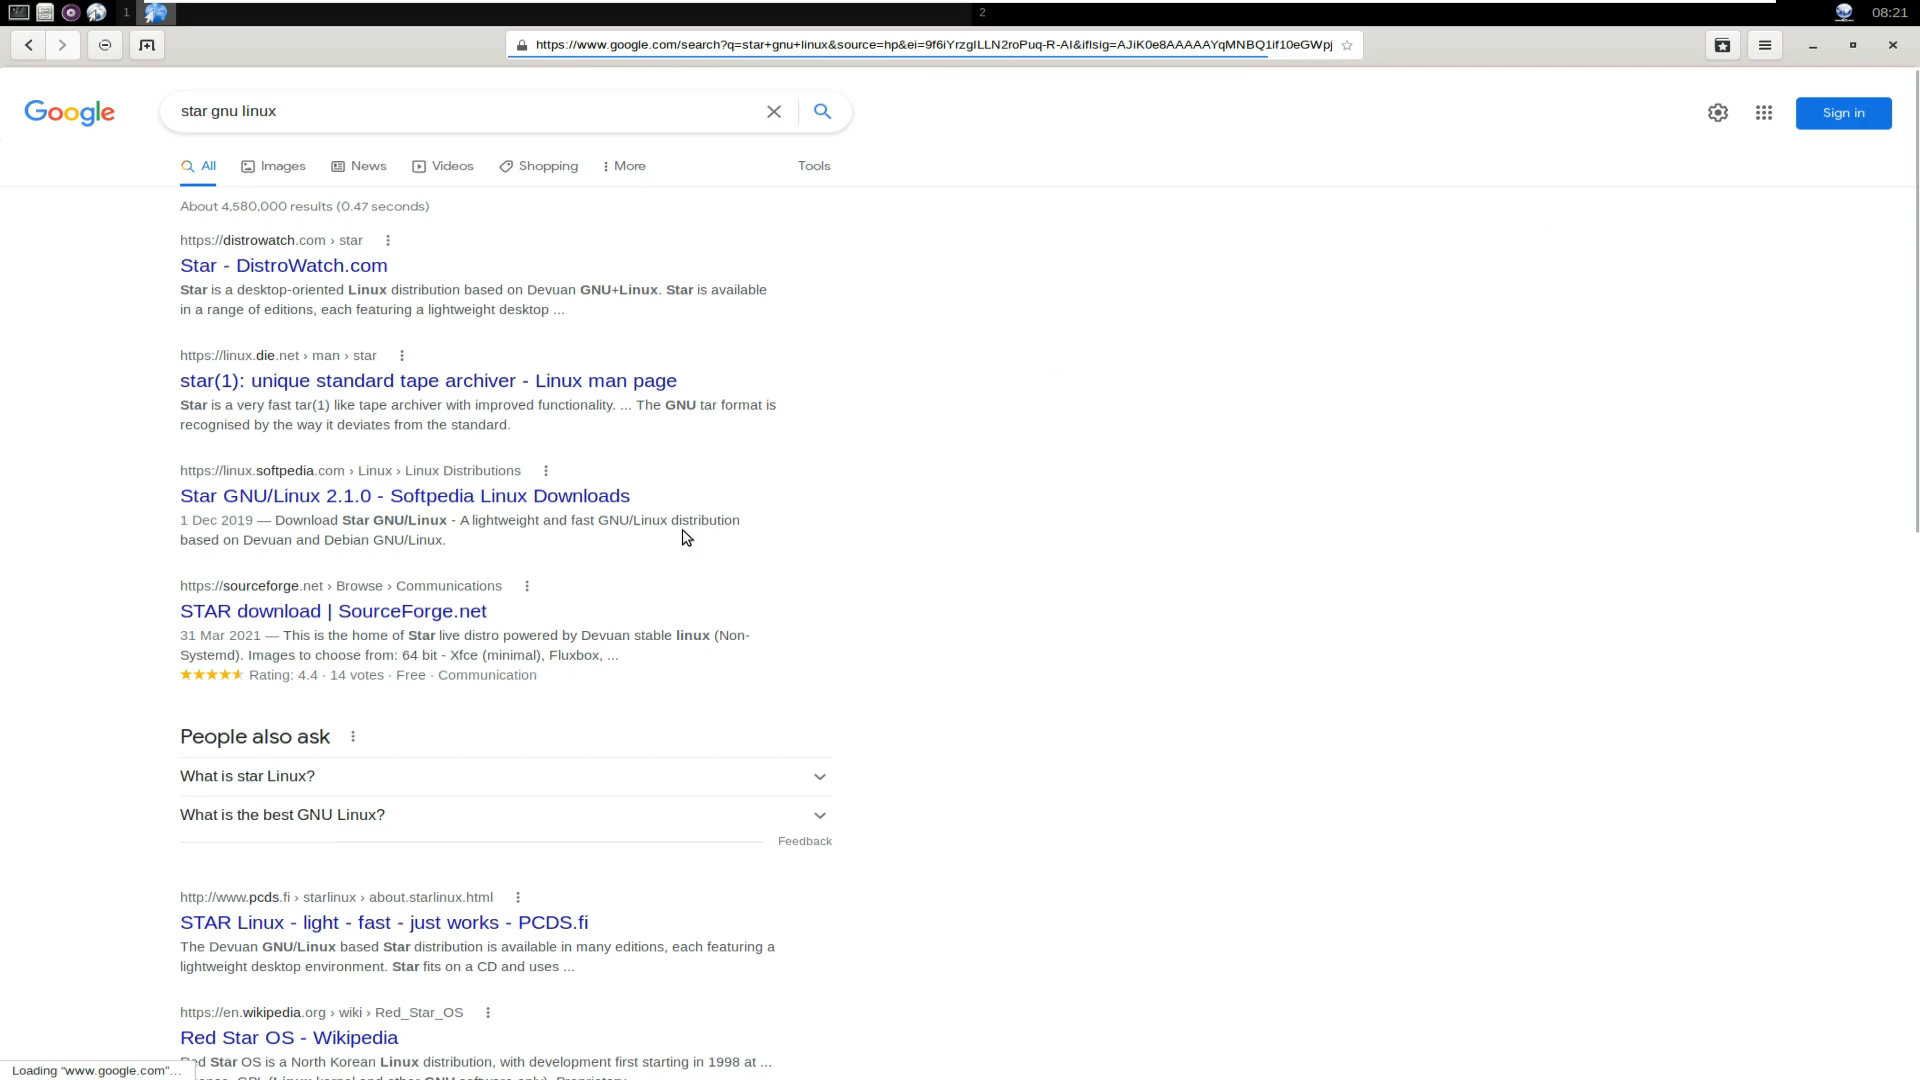 1
2
08:21
https://www.google.com/search?q=star+gnu+linux&source=hp&ei=9f6iYrzgILLN2roPuq-R-AI&iflsig=AJiK0e8AAAAAYqMNBQ1if10eGWpj
Google
star gnu linux
Sign in
All Images News Videos Shopping More Tools
About 4,580,000 results (0.47 seconds)
https://distrowatch.com › star
Star - DistroWatch.com
Star is a desktop-oriented Linux distribution based on Devuan GNU+Linux. Star is available
in a range of editions, each featuring a lightweight desktop ...
https://linux.die.net › man › star
star(1): unique standard tape archiver - Linux man page
Star is a very fast tar(1) like tape archiver with improved functionality. ... The GNU tar format is
recognised by the way it deviates from the standard.
https://linux.softpedia.com › Linux › Linux Distributions
Star GNU/Linux 2.1.0 - Softpedia Linux Downloads
1 Dec 2019 — Download Star GNU/Linux - A lightweight and fast GNU/Linux distribution
based on Devuan and Debian GNU/Linux.
https://sourceforge.net › Browse › Communications
STAR download | SourceForge.net
31 Mar 2021 — This is the home of Star live distro powered by Devuan stable linux (Non-
Systemd). Images to choose from: 64 bit - Xfce (minimal), Fluxbox, ...
Rating: 4.4 · 14 votes · Free · Communication
People also ask
What is star Linux?
What is the best GNU Linux?
Feedback
http://www.pcds.fi › starlinux › about.starlinux.html
STAR Linux - light - fast - just works - PCDS.fi
The Devuan GNU/Linux based Star distribution is available in many editions, each featuring a
lightweight desktop environment. Star fits on a CD and uses ...
https://en.wikipedia.org › wiki › Red_Star_OS
Red Star OS - Wikipedia
Red Star OS is a North Korean Linux distribution, with development first starting in 1998 at ...
Loading "www.google.com"...